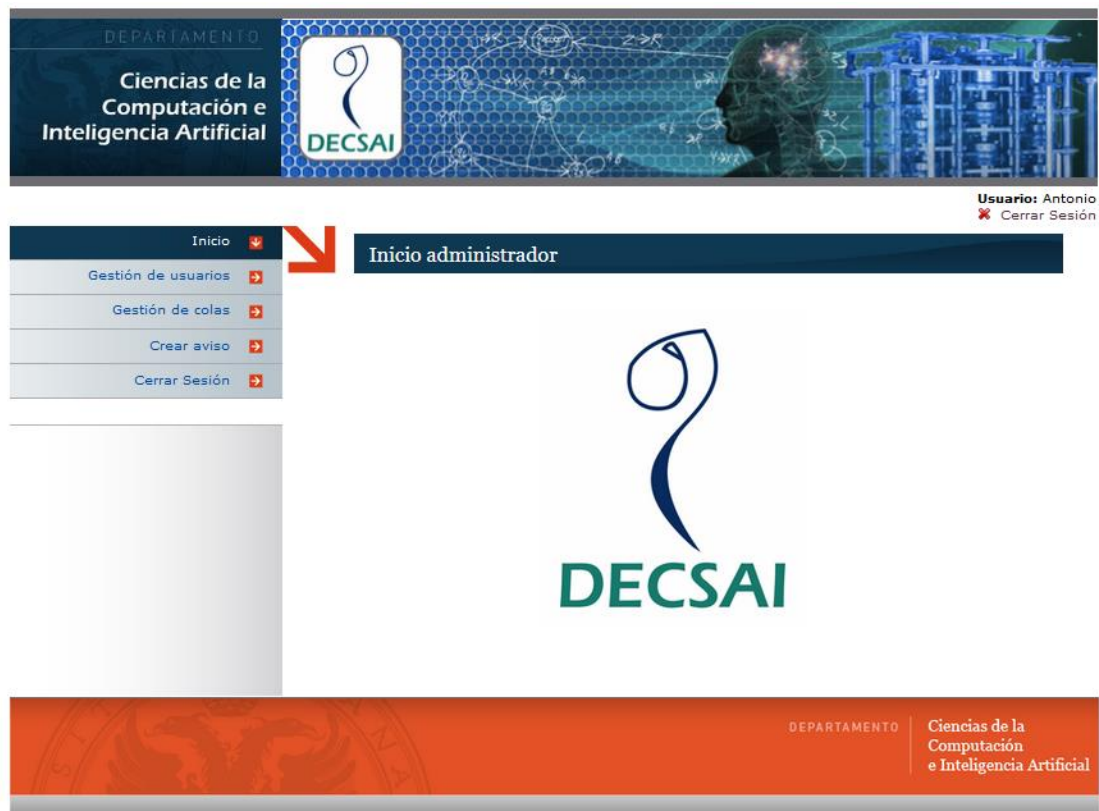 DEPARTAMENTO
Ciencias de la
Computación e
Inteligencia Artificial
DECSAI
Usuario: Antonio
Cerrar Sesión
Inicio
Gestión de usuarios
Gestión de colas
Crear aviso
Cerrar Sesión
Inicio administrador
DECSAI
DEPARTAMENTO
Ciencias de la
Computación
e Inteligencia Artificial